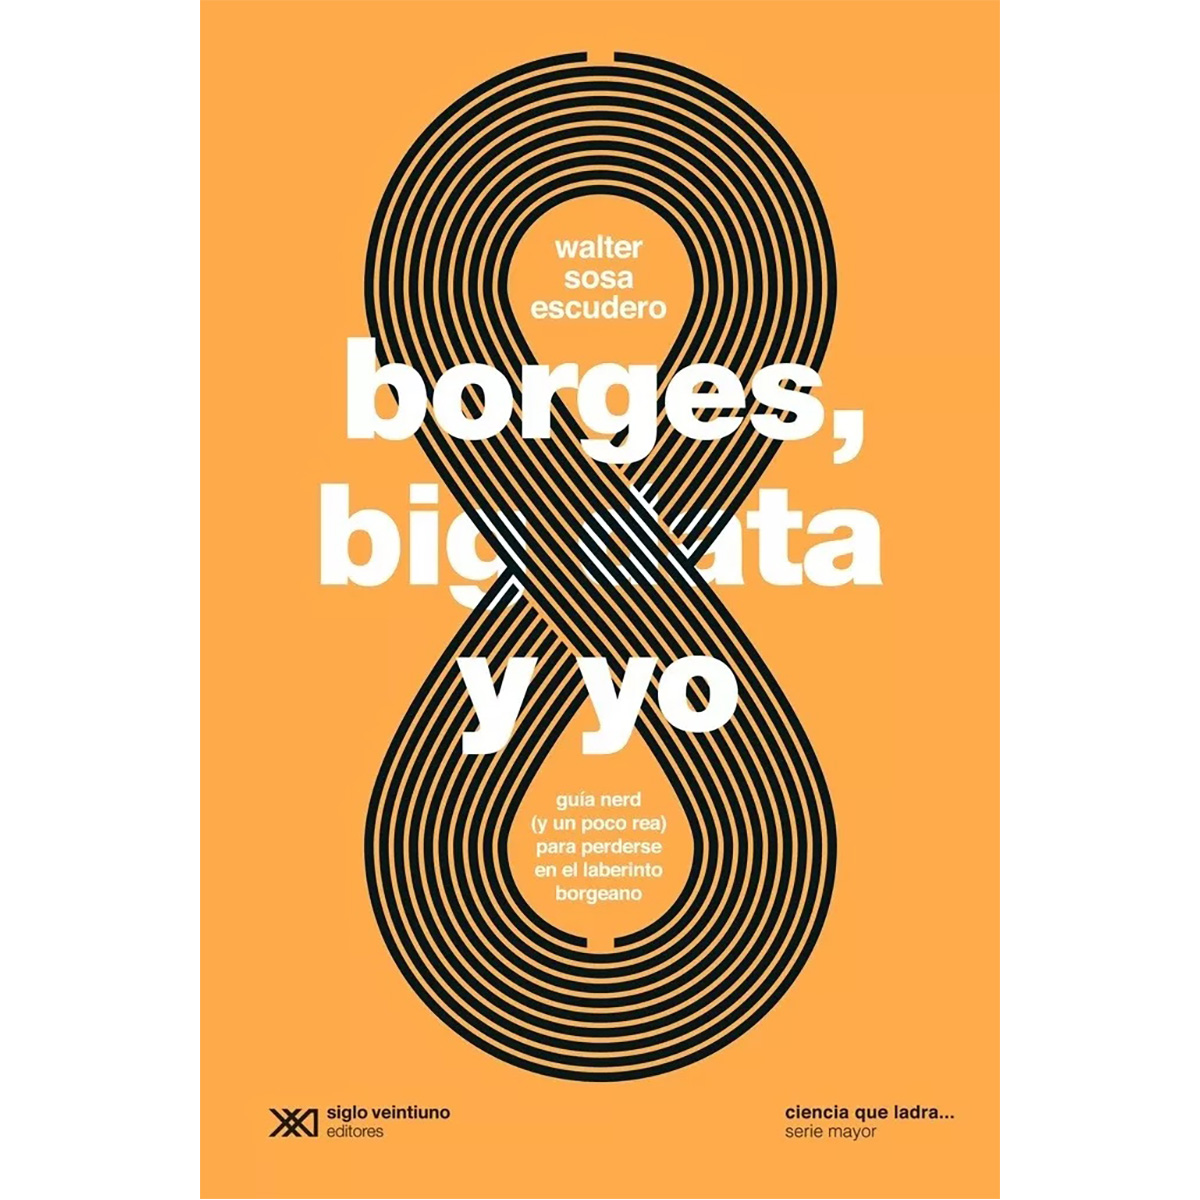 walter
sosa
escudero
borges,
big data
y yo
guía nerd
(y un poco rea)
para perderse
en el laberinto
borgeano
siglo veintiuno
editores
ciencia que ladra...
serie mayor